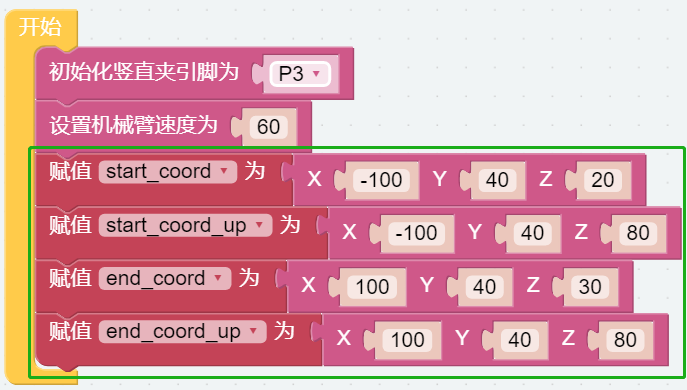 开始
初始化竖直夹引脚为 P3
设置机械臂速度为 60
赋值 start_coord 为 X -100 Y 40 Z 20
赋值 start_coord_up 为 X -100 Y 40 Z 80
赋值 end_coord 为 X 100 Y 40 Z 30
赋值 end_coord_up 为 X 100 Y 40 Z 80